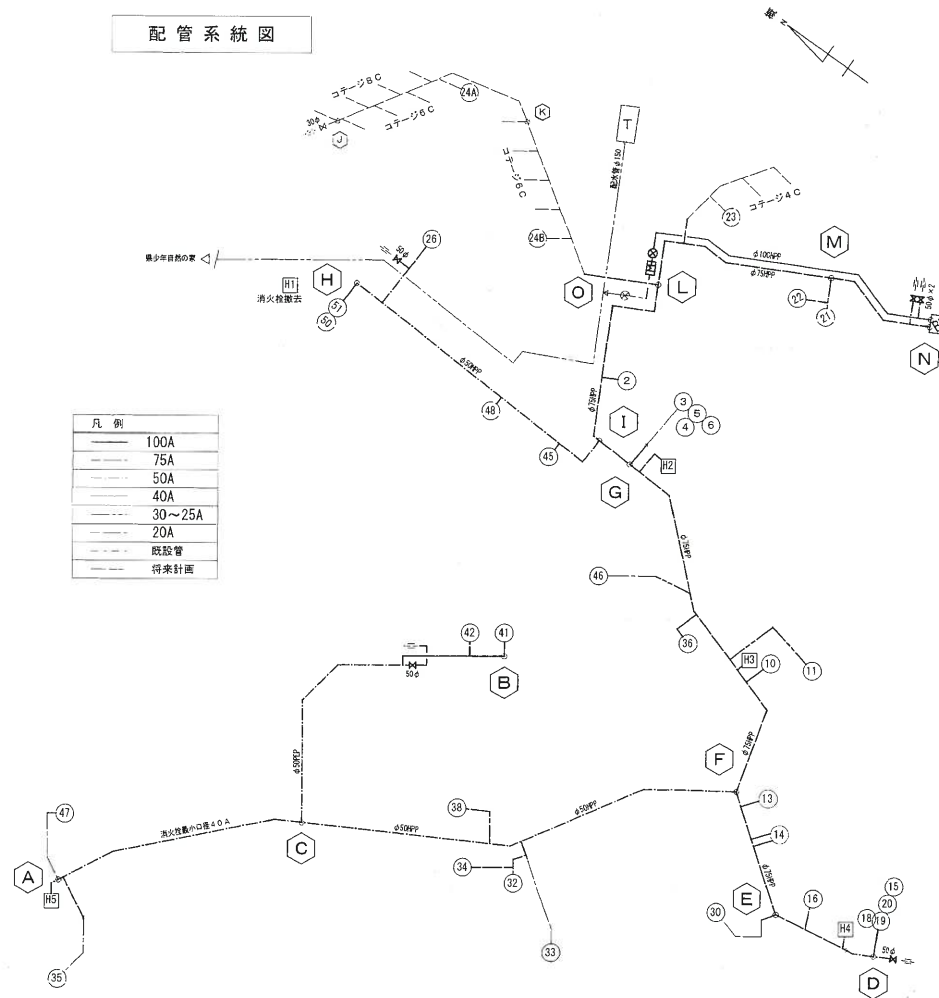 配管系統図
N
コテージ8C
24A
コテージ6C
30φ
J
K
T
配水管φ150
コテージ6C
コテージ4C
23
24B
26
50φ
M
φ100HPP
φ75HPP
県少年自然の家
H1
消火栓撤去
H
O
L
51
50
22
21
50φ×2
P
N
2
φ50HPP
φ75HPP
48
3
5
4
6
I
45
H2
G
凡例
100A
75A
50A
40A
30~25A
20A
既設管
将来計画
φ75HPP
46
36
42
41
H3
10
11
50φ
B
φ50PEP
φ75HPP
F
13
38
φ50HPP
47
消火栓最小口径40A
φ50HPP
C
14
34
32
φ75HPP
A
H5
E
16
15
20
18
19
30
H4
33
35
50φ
D